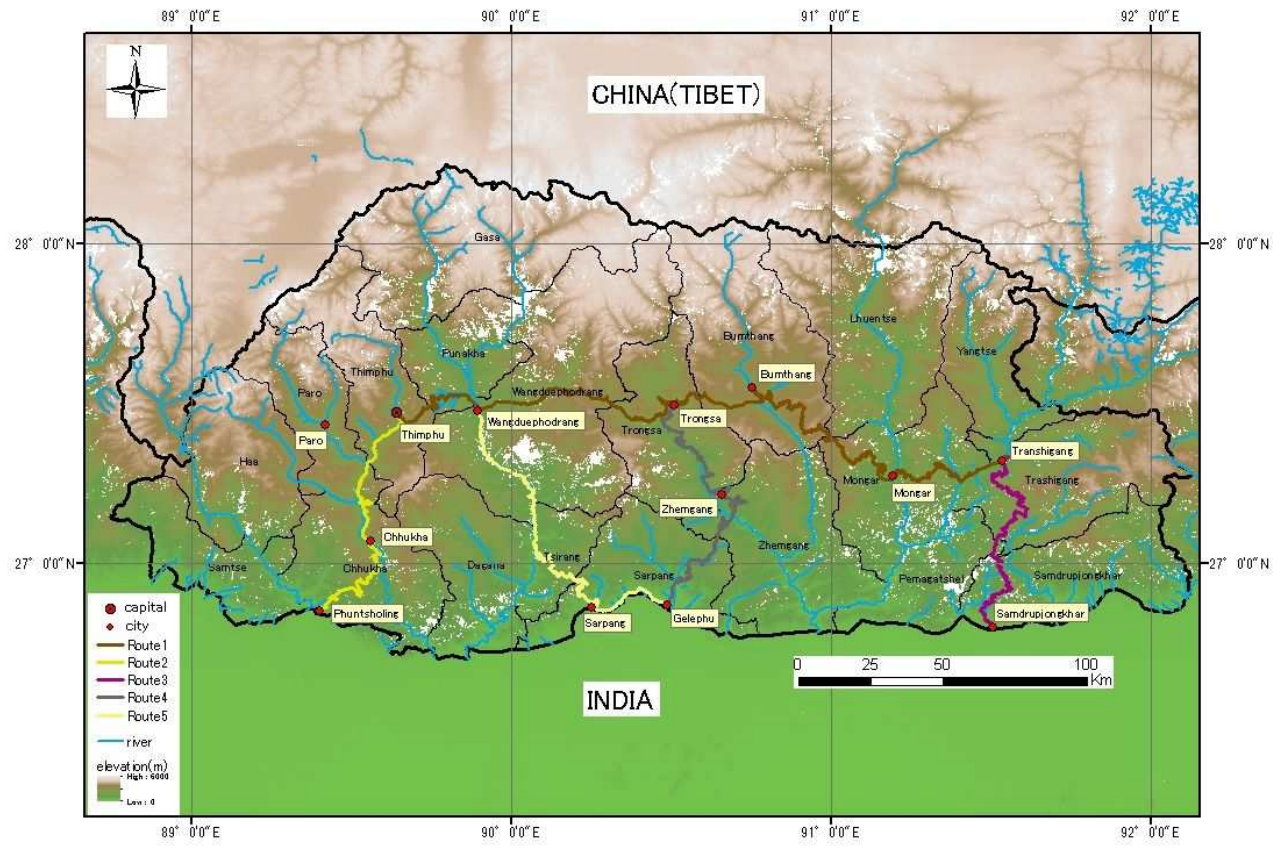 89° 0'0"E
90° 0'0"E
91° 0'0"E
92° 0'0"E
N
CHINA(TIBET)
28° 0'0"N
28° 0'0"N
Gasa
Lhuentse
Bumthang
Yangtse
Punakha
Thimphu
Bumthang
Paro
Wangduephodrang
Trongsa
Wangduephodrang
Thimphu
Trongsa
Paro
Transhigang
Haa
Mongar
Mongar
Trashigang
Zhemgang
Chhukha
Zhemgang
Tsirang
27° 0'0"N
27° 0'0"N
Samtse
Chhukha
Dagana
Sarpang
Pemagatshel
Samdrupjongkhar
Phuntsholing
Sarpang
Gelephu
Samdrupjongkhar
capital
city
Route1
Route2
Route3
Route4
Route5
river
elevation(m)
High : 6000
Low : 0
0 25 50 100
Km
INDIA
89° 0'0"E
90° 0'0"E
91° 0'0"E
92° 0'0"E